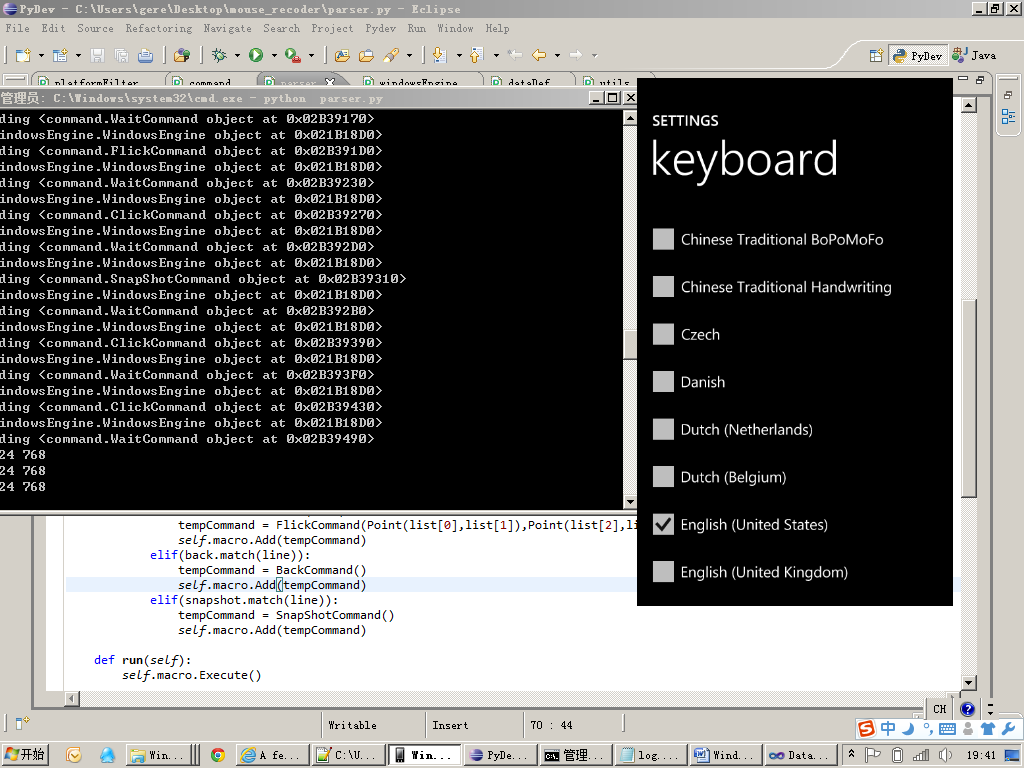 PyDev - C:\Users\gere\Desktop\mouse_recoder\parser.py - Eclipse
File Edit Source Refactoring Navigate Search Project Pydev Run Window Help
PyDev Java
platformFilter command parser windowsEngine dataDef utils
管理员: C:\Windows\system32\cmd.exe - python  parser.py
ding <command.WaitCommand object at 0x02B39170>
indowsEngine.WindowsEngine object at 0x021B18D0>
ding <command.FlickCommand object at 0x02B391D0>
indowsEngine.WindowsEngine object at 0x021B18D0>
ding <command.WaitCommand object at 0x02B39230>
indowsEngine.WindowsEngine object at 0x021B18D0>
ding <command.ClickCommand object at 0x02B39270>
indowsEngine.WindowsEngine object at 0x021B18D0>
ding <command.WaitCommand object at 0x02B392D0>
indowsEngine.WindowsEngine object at 0x021B18D0>
ding <command.SnapShotCommand object at 0x02B39310>
indowsEngine.WindowsEngine object at 0x021B18D0>
ding <command.WaitCommand object at 0x02B392B0>
indowsEngine.WindowsEngine object at 0x021B18D0>
ding <command.ClickCommand object at 0x02B39390>
indowsEngine.WindowsEngine object at 0x021B18D0>
ding <command.WaitCommand object at 0x02B393F0>
indowsEngine.WindowsEngine object at 0x021B18D0>
ding <command.ClickCommand object at 0x02B39430>
indowsEngine.WindowsEngine object at 0x021B18D0>
ding <command.WaitCommand object at 0x02B39490>
24 768
24 768
24 768
SETTINGS
keyboard
Chinese Traditional BoPoMoFo
Chinese Traditional Handwriting
Czech
Danish
Dutch (Netherlands)
Dutch (Belgium)
English (United States)
English (United Kingdom)
tempCommand = FlickCommand(Point(list[0],list[1]),Point(list[2],li
self.macro.Add(tempCommand)
elif(back.match(line)):
tempCommand = BackCommand()
self.macro.Add(tempCommand)
elif(snapshot.match(line)):
tempCommand = SnapShotCommand()
self.macro.Add(tempCommand)
def run(self):
self.macro.Execute()
Writable Insert 70 : 44
CH
中
开始 Win... A fe... C:\U... Win... PyDe... 管理... log.... Wind... Data... 19:41